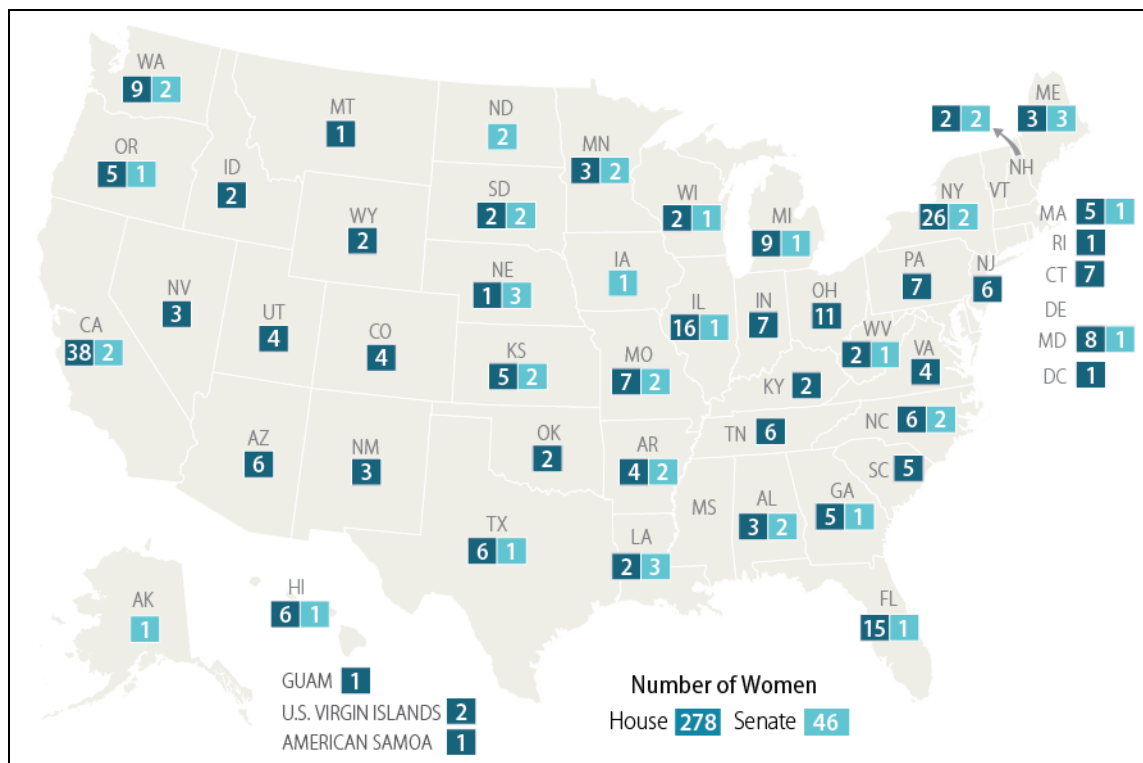 WA
9 2
MT
1
ND
2
MN
3 2
2 2
ME
3 3
NH
OR
5 1
ID
2
SD
2 2
WI
2 1
MI
9 1
NY
26 2
VT
MA 5 1
RI 1
CT 7
WY
2
NE
1 3
IA
1
PA
7
NJ
6
DE
MD 8 1
DC 1
NV
3
UT
4
CO
4
IL
16 1
IN
7
OH
11
WV
2 1
VA
4
CA
38 2
KS
5 2
MO
7 2
KY 2
NC 6 2
TN 6
AZ
6
NM
3
OK
2
AR
4 2
SC 5
MS
AL
3 2
GA
5 1
TX
6 1
LA
2 3
AK
1
HI
6 1
FL
15 1
GUAM 1
U.S. VIRGIN ISLANDS 2
AMERICAN SAMOA 1
Number of Women
House 278 Senate 46